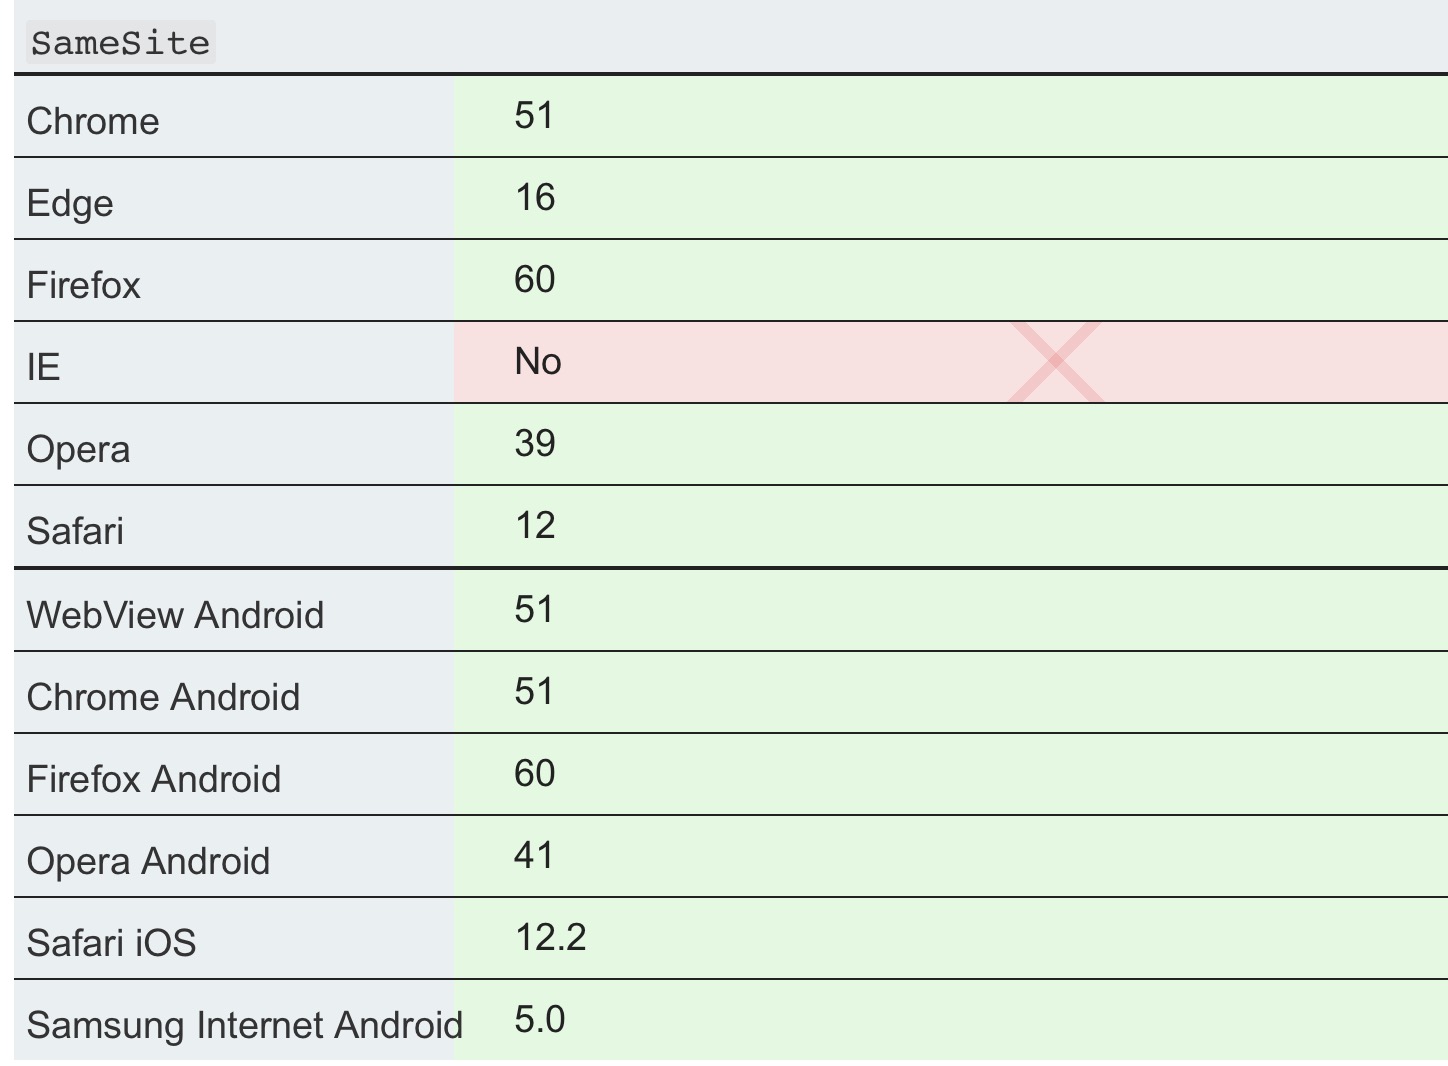 SameSite
Chrome 51
Edge 16
Firefox 60
IE No
Opera 39
Safari 12
WebView Android 51
Chrome Android 51
Firefox Android 60
Opera Android 41
Safari iOS 12.2
Samsung Internet Android 5.0